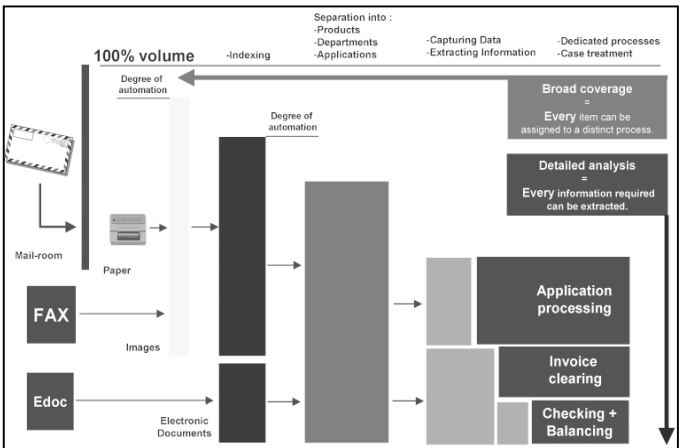 Separation into :
-Products
-Departments
-Applications
-Capturing Data
-Extracting Information
-Dedicated processes
-Case treatment
100% volume
-Indexing
Degree of
automation
Degree of
automation
Broad coverage
=
Every item can be
assigned to a distinct process.
Detailed analysis
=
Every information required
can be extracted.
Mail-room
Paper
FAX
Images
Edoc
Electronic
Documents
Application
processing
Invoice
clearing
Checking +
Balancing